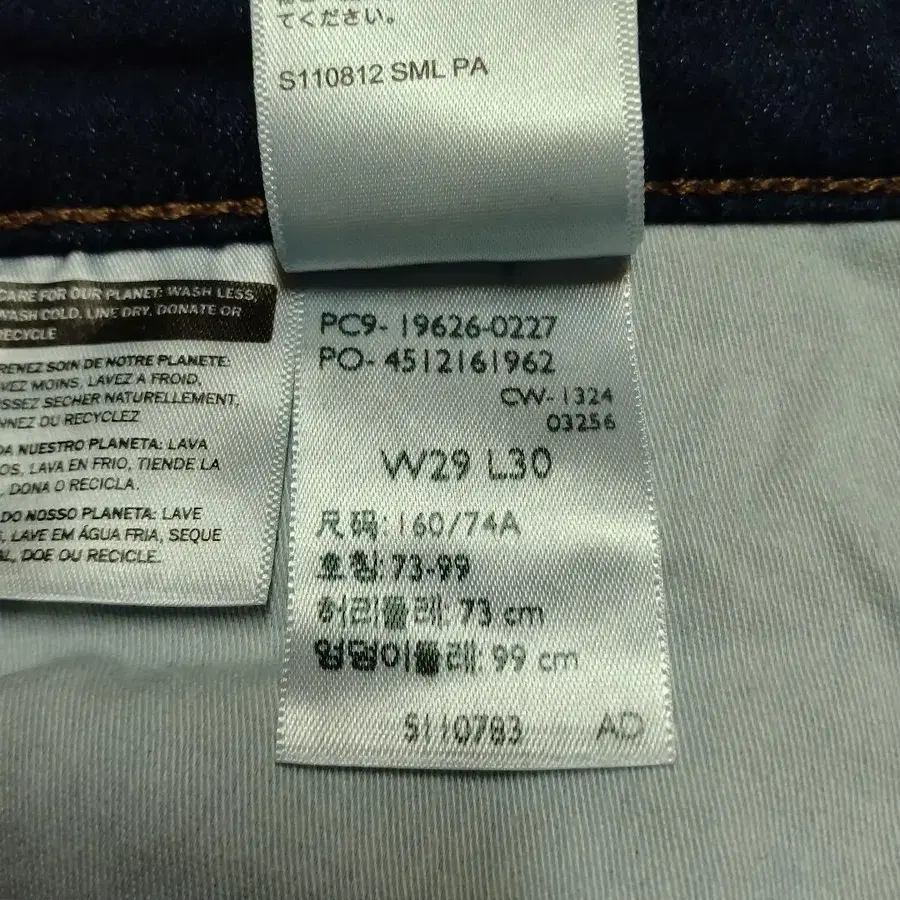 てください。
S110812 SML PA
CARE FOR OUR PLANET: WASH LESS,
WASH COLD, LINE DRY, DONATE OR
RECYCLE
RENEZ SOIN DE NOTRE PLANETE:
VEZ MOINS, LAVEZ A FROID,
ISSEZ SECHER NATURELLEMENT,
NNEZ OU RECYCLEZ
DA NUESTRO PLANETA: LAVA
OS, LAVA EN FRIO, TIENDE LA
, DONA O RECICLA.
DO NOSSO PLANETA: LAVE
, LAVE EM ÁGUA FRIA, SEQUE
AL, DOE OU RECICLE.
PC9- 19626-0227
PO- 4512161962
CW- 1324
03256
W29 L30
尺码: 160/74A
호칭: 73-99
허리둘레: 73 cm
엉덩이둘레: 99 cm
S110783 AD